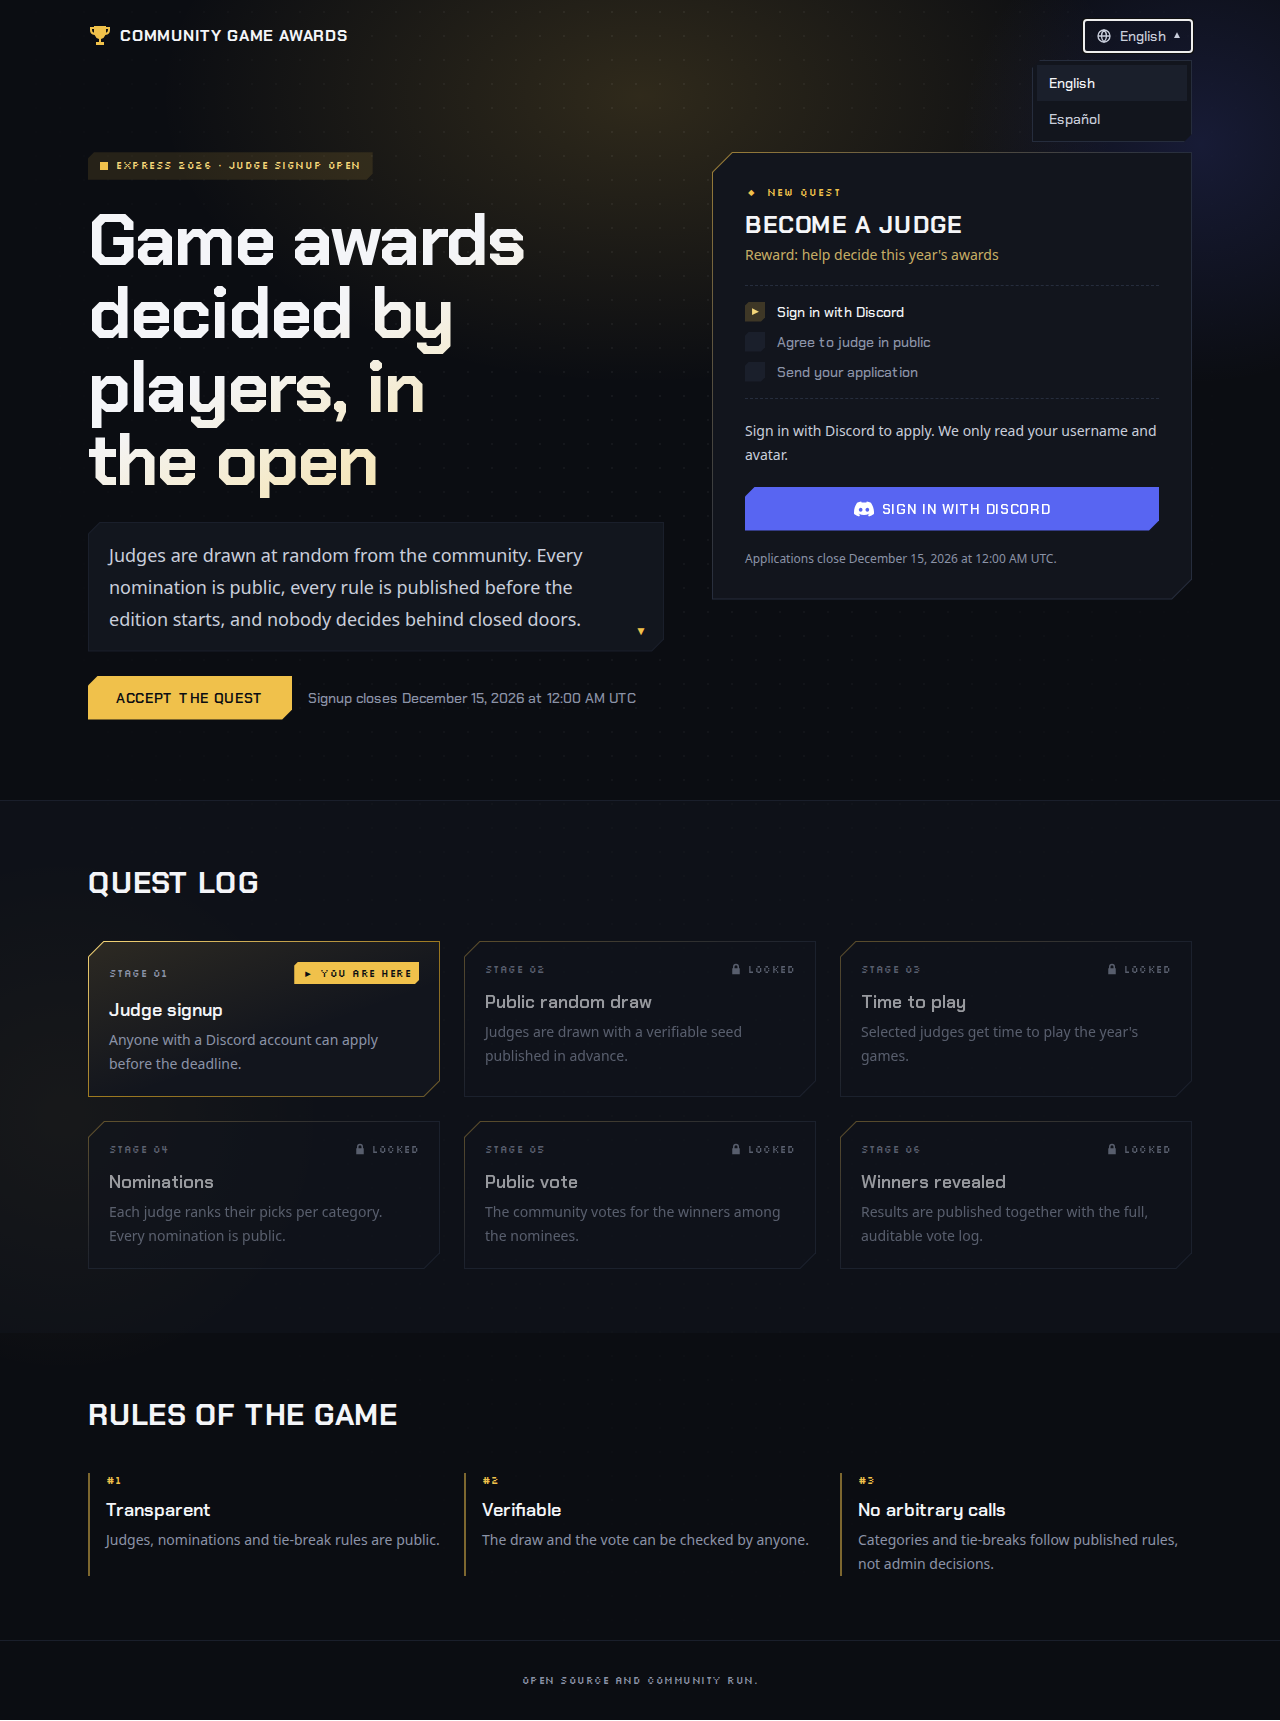 COMMUNITY GAME AWARDS
English
English
Español
EXPRESS 2026 · JUDGE SIGNUP OPEN
Game awards
decided by
players, in
the open
Judges are drawn at random from the community. Every
nomination is public, every rule is published before the
edition starts, and nobody decides behind closed doors.
ACCEPT THE QUEST
Signup closes December 15, 2026 at 12:00 AM UTC
NEW QUEST
BECOME A JUDGE
Reward: help decide this year's awards
Sign in with Discord
Agree to judge in public
Send your application
Sign in with Discord to apply. We only read your username and
avatar.
SIGN IN WITH DISCORD
Applications close December 15, 2026 at 12:00 AM UTC.
QUEST LOG
STAGE 01
YOU ARE HERE
Judge signup
Anyone with a Discord account can apply
before the deadline.
STAGE 02
LOCKED
Public random draw
Judges are drawn with a verifiable seed
published in advance.
STAGE 03
LOCKED
Time to play
Selected judges get time to play the year's
games.
STAGE 04
LOCKED
Nominations
Each judge ranks their picks per category.
Every nomination is public.
STAGE 05
LOCKED
Public vote
The community votes for the winners among
the nominees.
STAGE 06
LOCKED
Winners revealed
Results are published together with the full,
auditable vote log.
RULES OF THE GAME
#1
Transparent
Judges, nominations and tie-break rules are public.
#2
Verifiable
The draw and the vote can be checked by anyone.
#3
No arbitrary calls
Categories and tie-breaks follow published rules,
not admin decisions.
OPEN SOURCE AND COMMUNITY RUN.